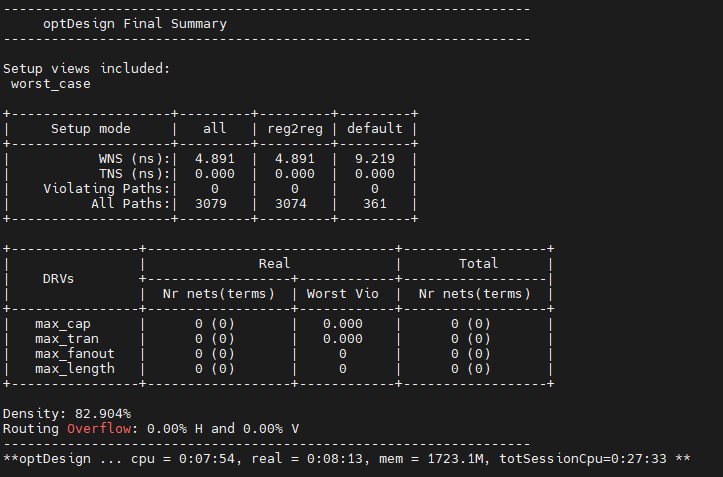 ------------------------------------------------------------------
     optDesign Final Summary
------------------------------------------------------------------

Setup views included:
 worst_case

+--------------------+---------+---------+---------+
|     Setup mode     |   all   | reg2reg | default |
+--------------------+---------+---------+---------+
|           WNS (ns):|  4.891  |  4.891  |  9.219  |
|           TNS (ns):|  0.000  |  0.000  |  0.000  |
|    Violating Paths:|    0    |    0    |    0    |
|          All Paths:|  3079   |  3074   |   361   |
+--------------------+---------+---------+---------+

+----------------+-------------------------------+------------------+
|                |              Real             |       Total      |
|    DRVs        +------------------+------------+------------------|
|                |  Nr nets(terms)  | Worst Vio  |  Nr nets(terms)  |
+----------------+------------------+------------+------------------+
|   max_cap      |      0 (0)       |   0.000    |      0 (0)       |
|   max_tran     |      0 (0)       |   0.000    |      0 (0)       |
|   max_fanout   |      0 (0)       |     0      |      0 (0)       |
|   max_length   |      0 (0)       |     0      |      0 (0)       |
+----------------+------------------+------------+------------------+

Density: 82.904%
Routing Overflow: 0.00% H and 0.00% V
------------------------------------------------------------------
**optDesign ... cpu = 0:07:54, real = 0:08:13, mem = 1723.1M, totSessionCpu=0:27:33 **